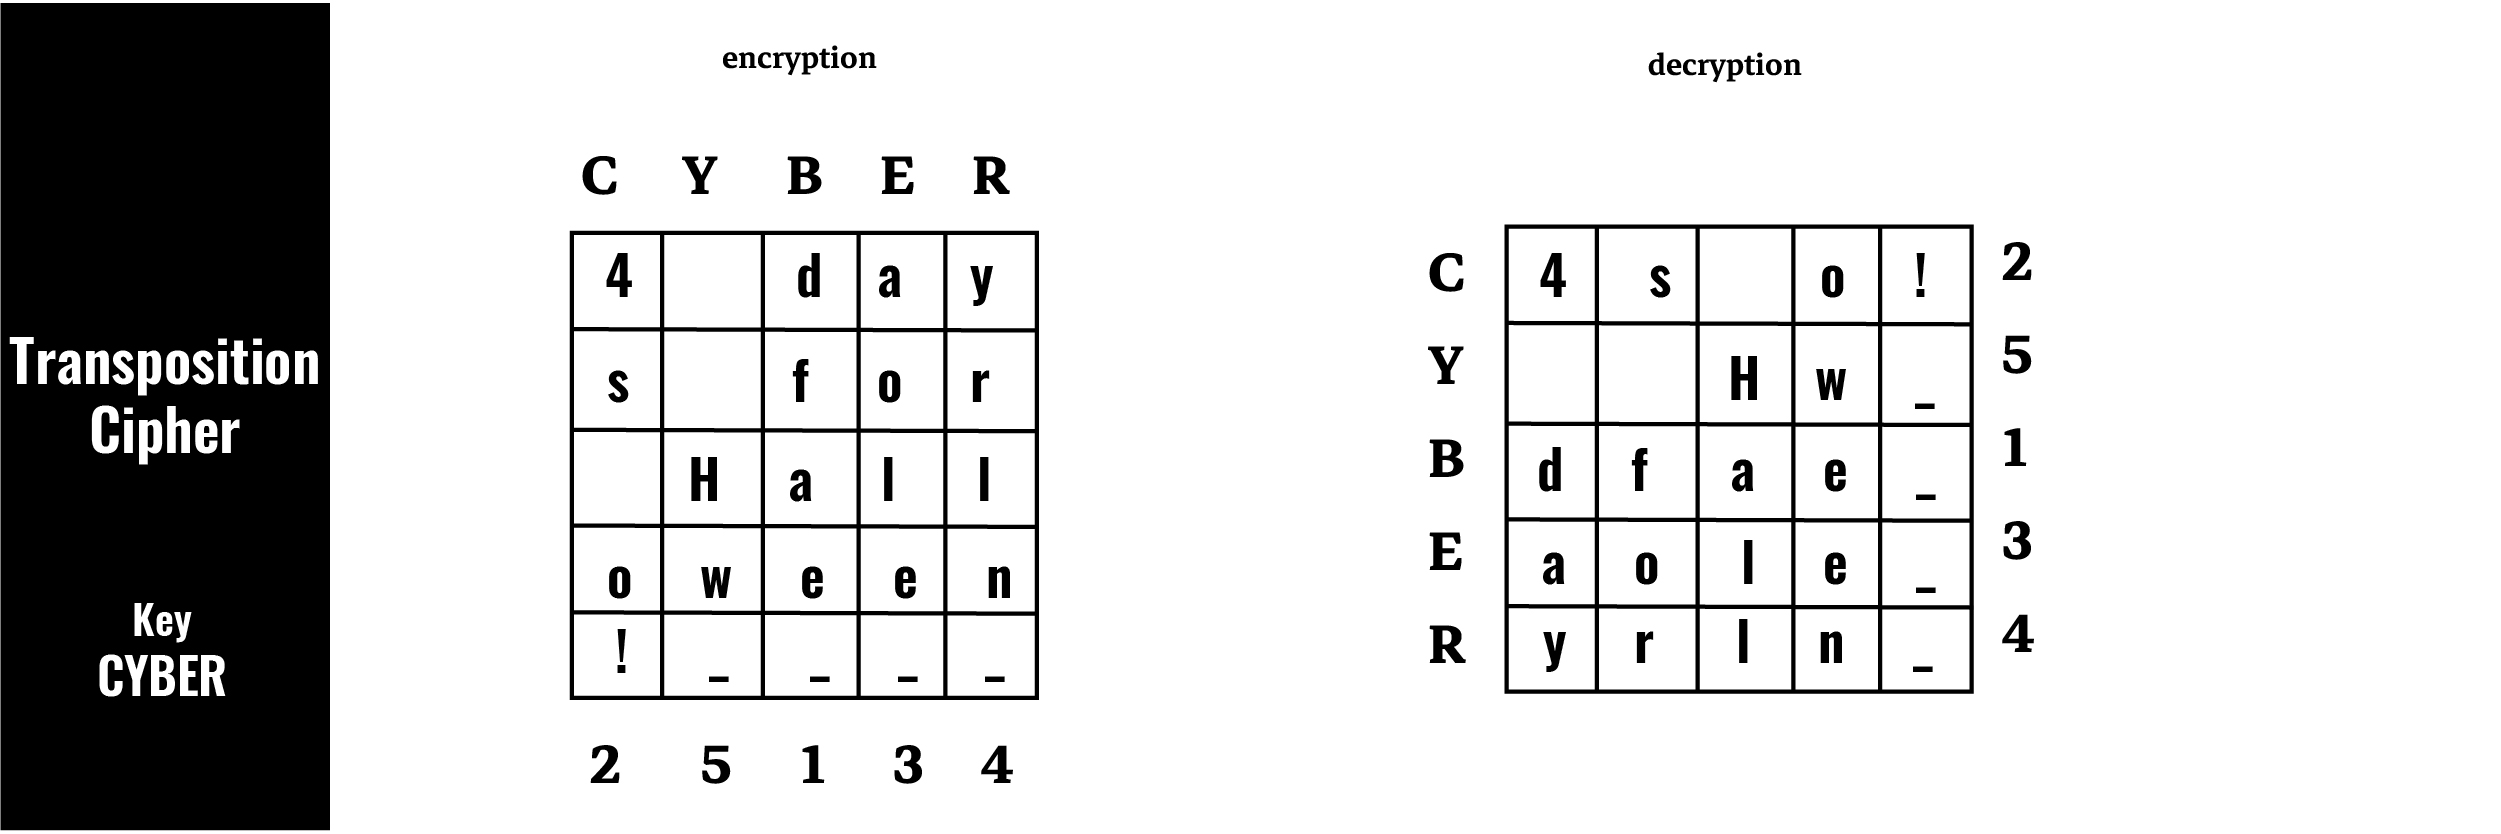 encryption
decryption
Transposition
Cipher
Key
CYBER
C Y B E R
4 d a y
s f o r
H a l l
o w e e n
! _ _ _ _
2 5 1 3 4
C 4 s o ! 2
Y H w _ 5
B d f a e _ 1
E a o l e _ 3
R y r l n _ 4